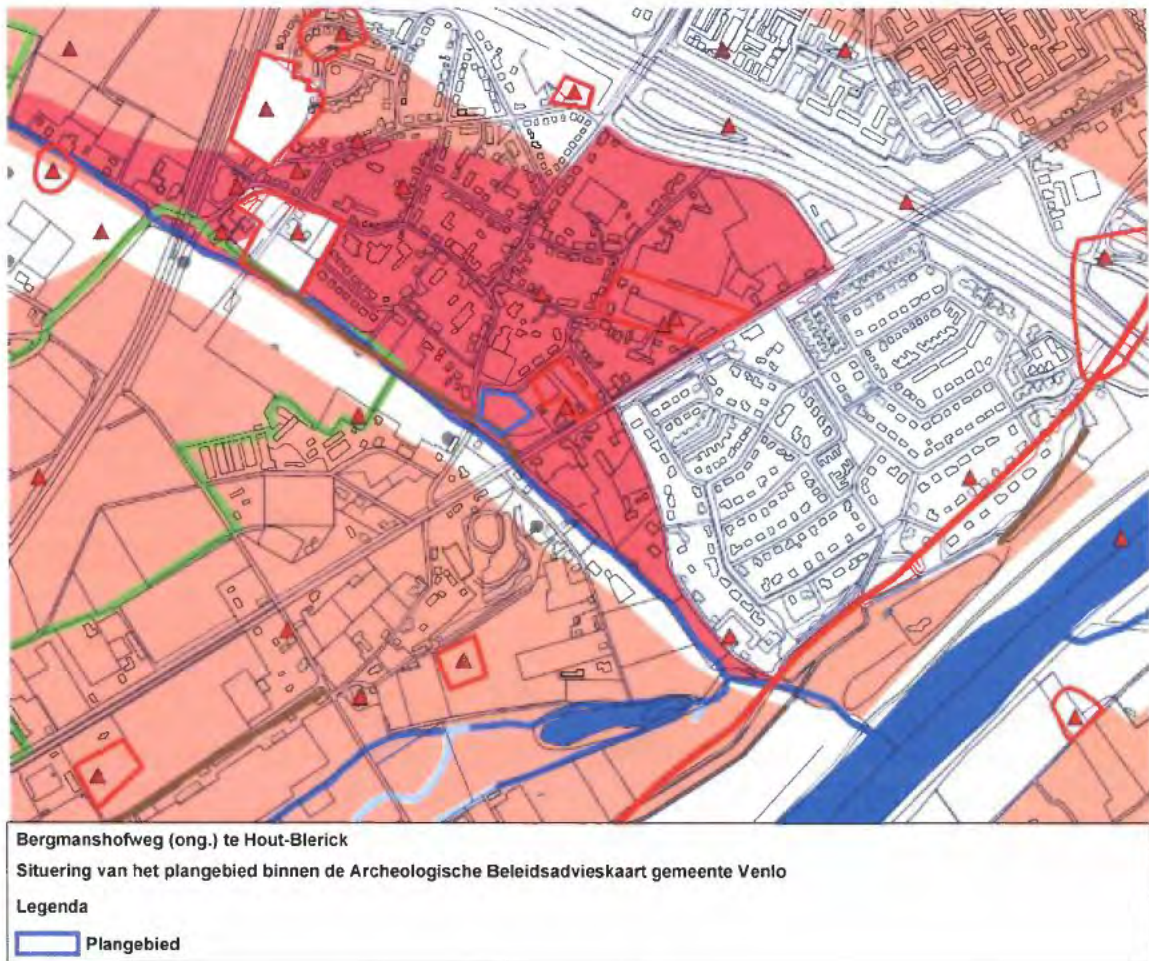 Bergmanshofweg (ong.) te Hout-Blerick
Situering van het plangebied binnen de Archeologische Beleidsadvieskaart gemeente Venlo
Legenda
Plangebied